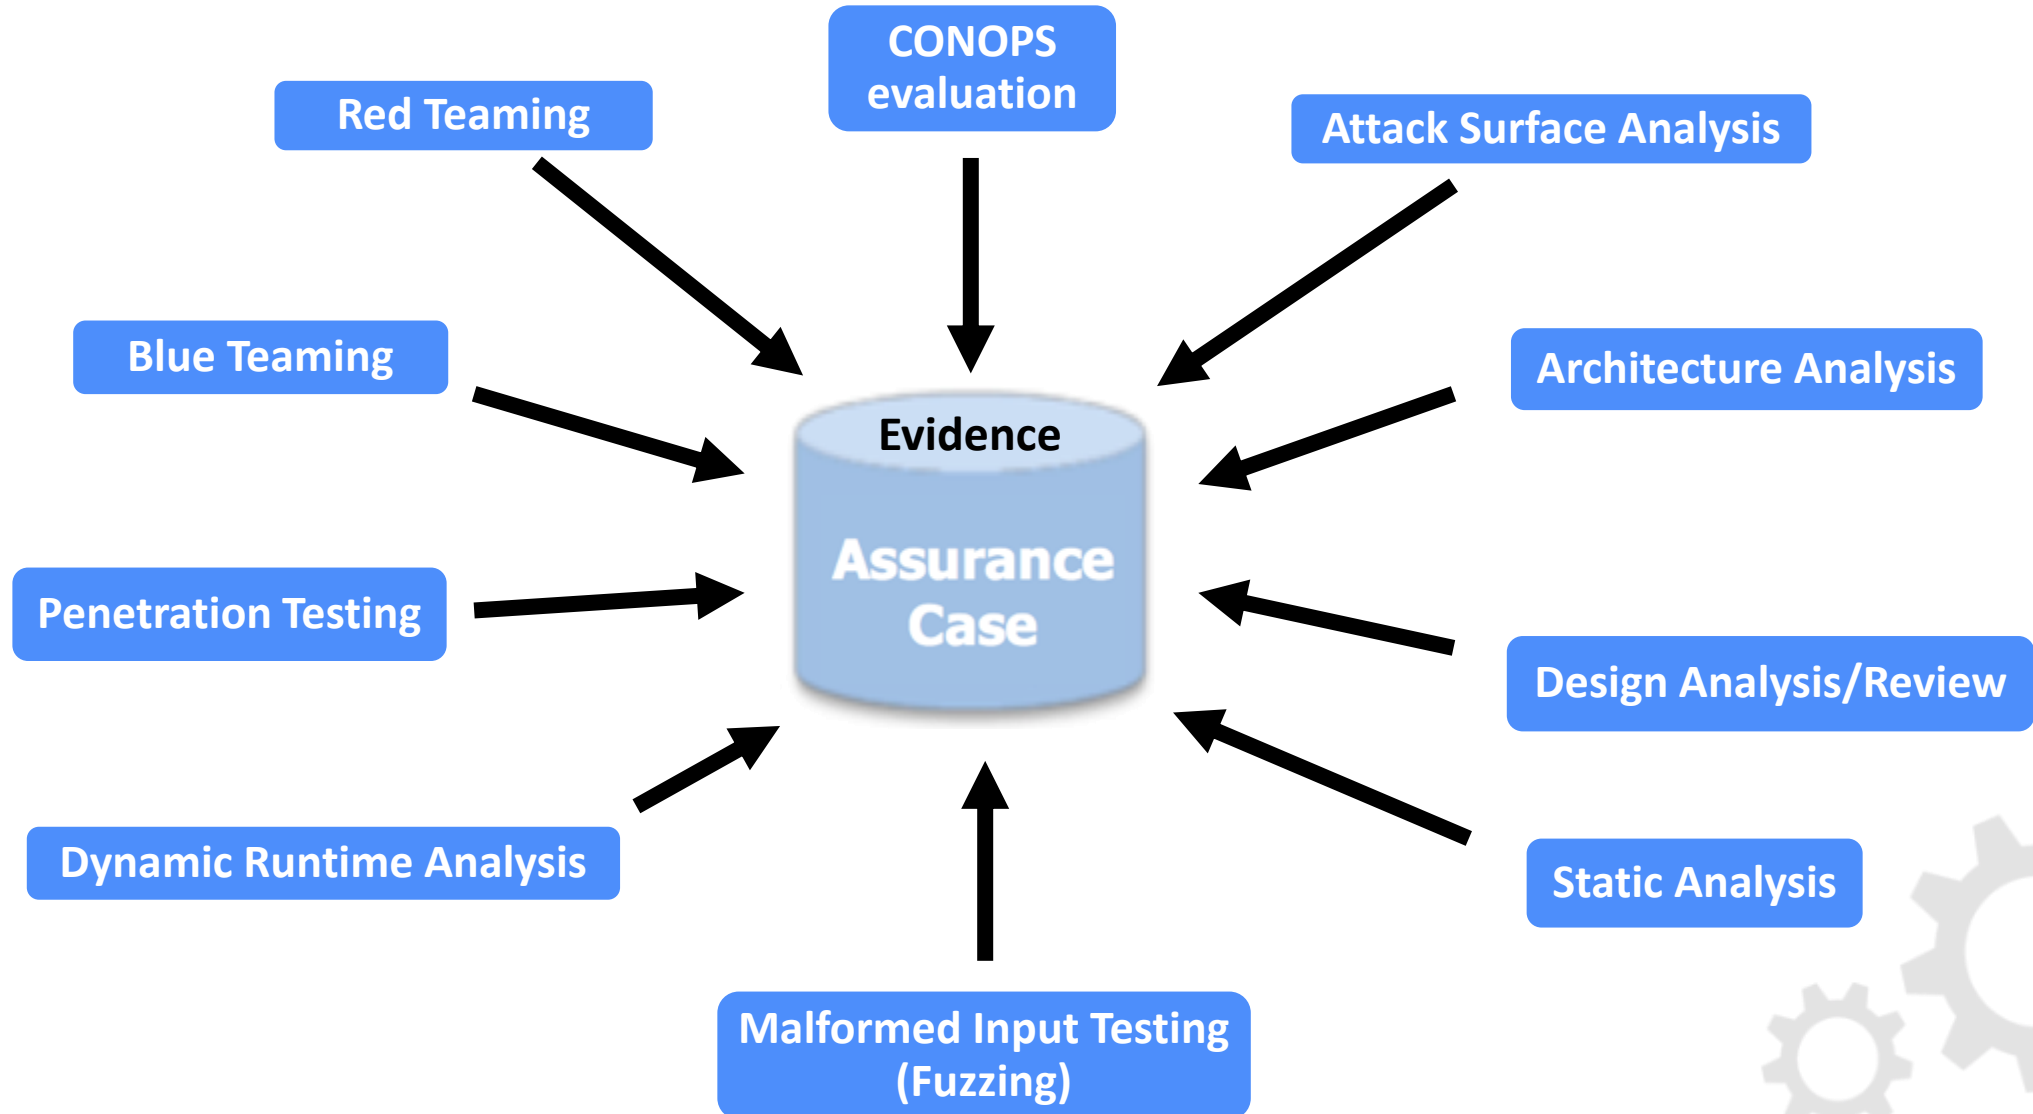 CONOPS
evaluation
Red Teaming
Attack Surface Analysis
Blue Teaming
Architecture Analysis
Evidence
Assurance
Case
Penetration Testing
Design Analysis/Review
Dynamic Runtime Analysis
Static Analysis
Malformed Input Testing
(Fuzzing)